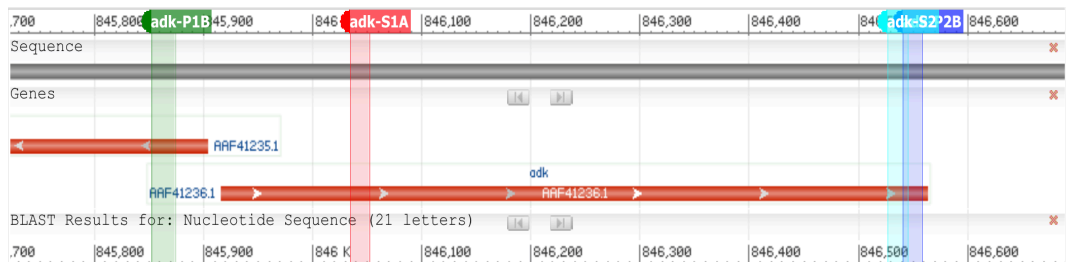 .700 845,800 adk-P1B 45,900 846 adk-S1A 846,100 846,200 846,300 846,400 adk-S2 P2B 846,600
Sequence
Genes
AAF41235.1
adk
AAF41236.1 AAF41236.1
BLAST Results for: Nucleotide Sequence (21 letters)
.700 845,800 845,900 846 K 846,100 846,200 846,300 846,400 846,500 846,600